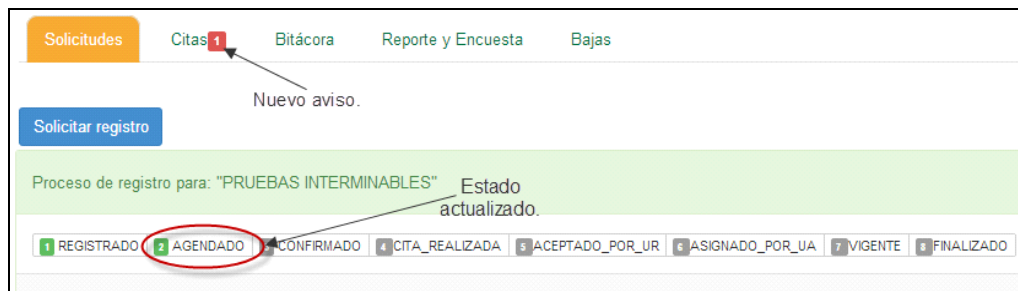 Solicitudes Citas 1 Bitácora Reporte y Encuesta Bajas
Nuevo aviso.
Solicitar registro
Proceso de registro para: "PRUEBAS INTERMINABLES"
Estado
actualizado.
1 REGISTRADO 2 AGENDADO 3 CONFIRMADO 4 CITA_REALIZADA 5 ACEPTADO_POR_UR 6 ASIGNADO_POR_UA 7 VIGENTE 8 FINALIZADO